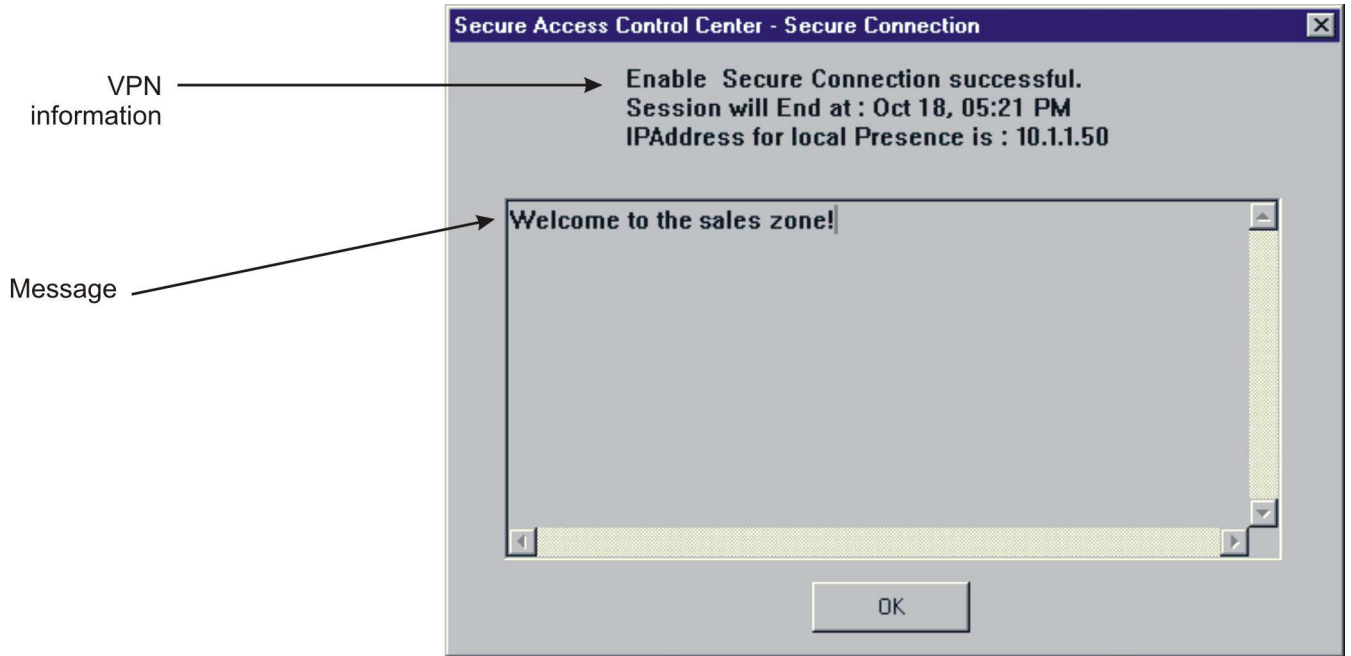 Secure Access Control Center - Secure Connection
VPN
information
Enable Secure Connection successful.
Session will End at : Oct 18, 05:21 PM
IPAddress for local Presence is : 10.1.1.50
Message
Welcome to the sales zone!
OK